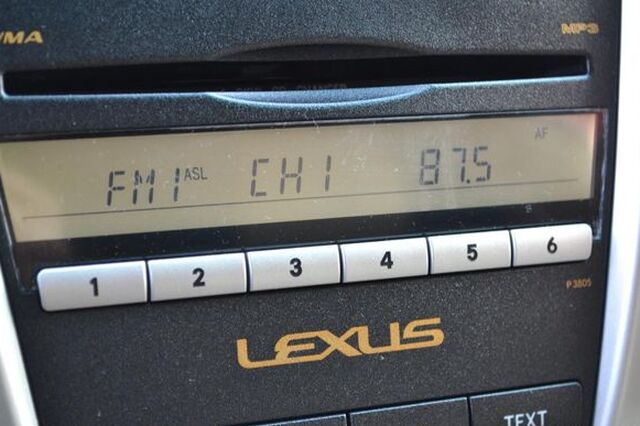 /WMA
MP3
AF
FM1 ASL CH1 87.5
1 2 3 4 5 6
P3805
LEXUS
TEXT